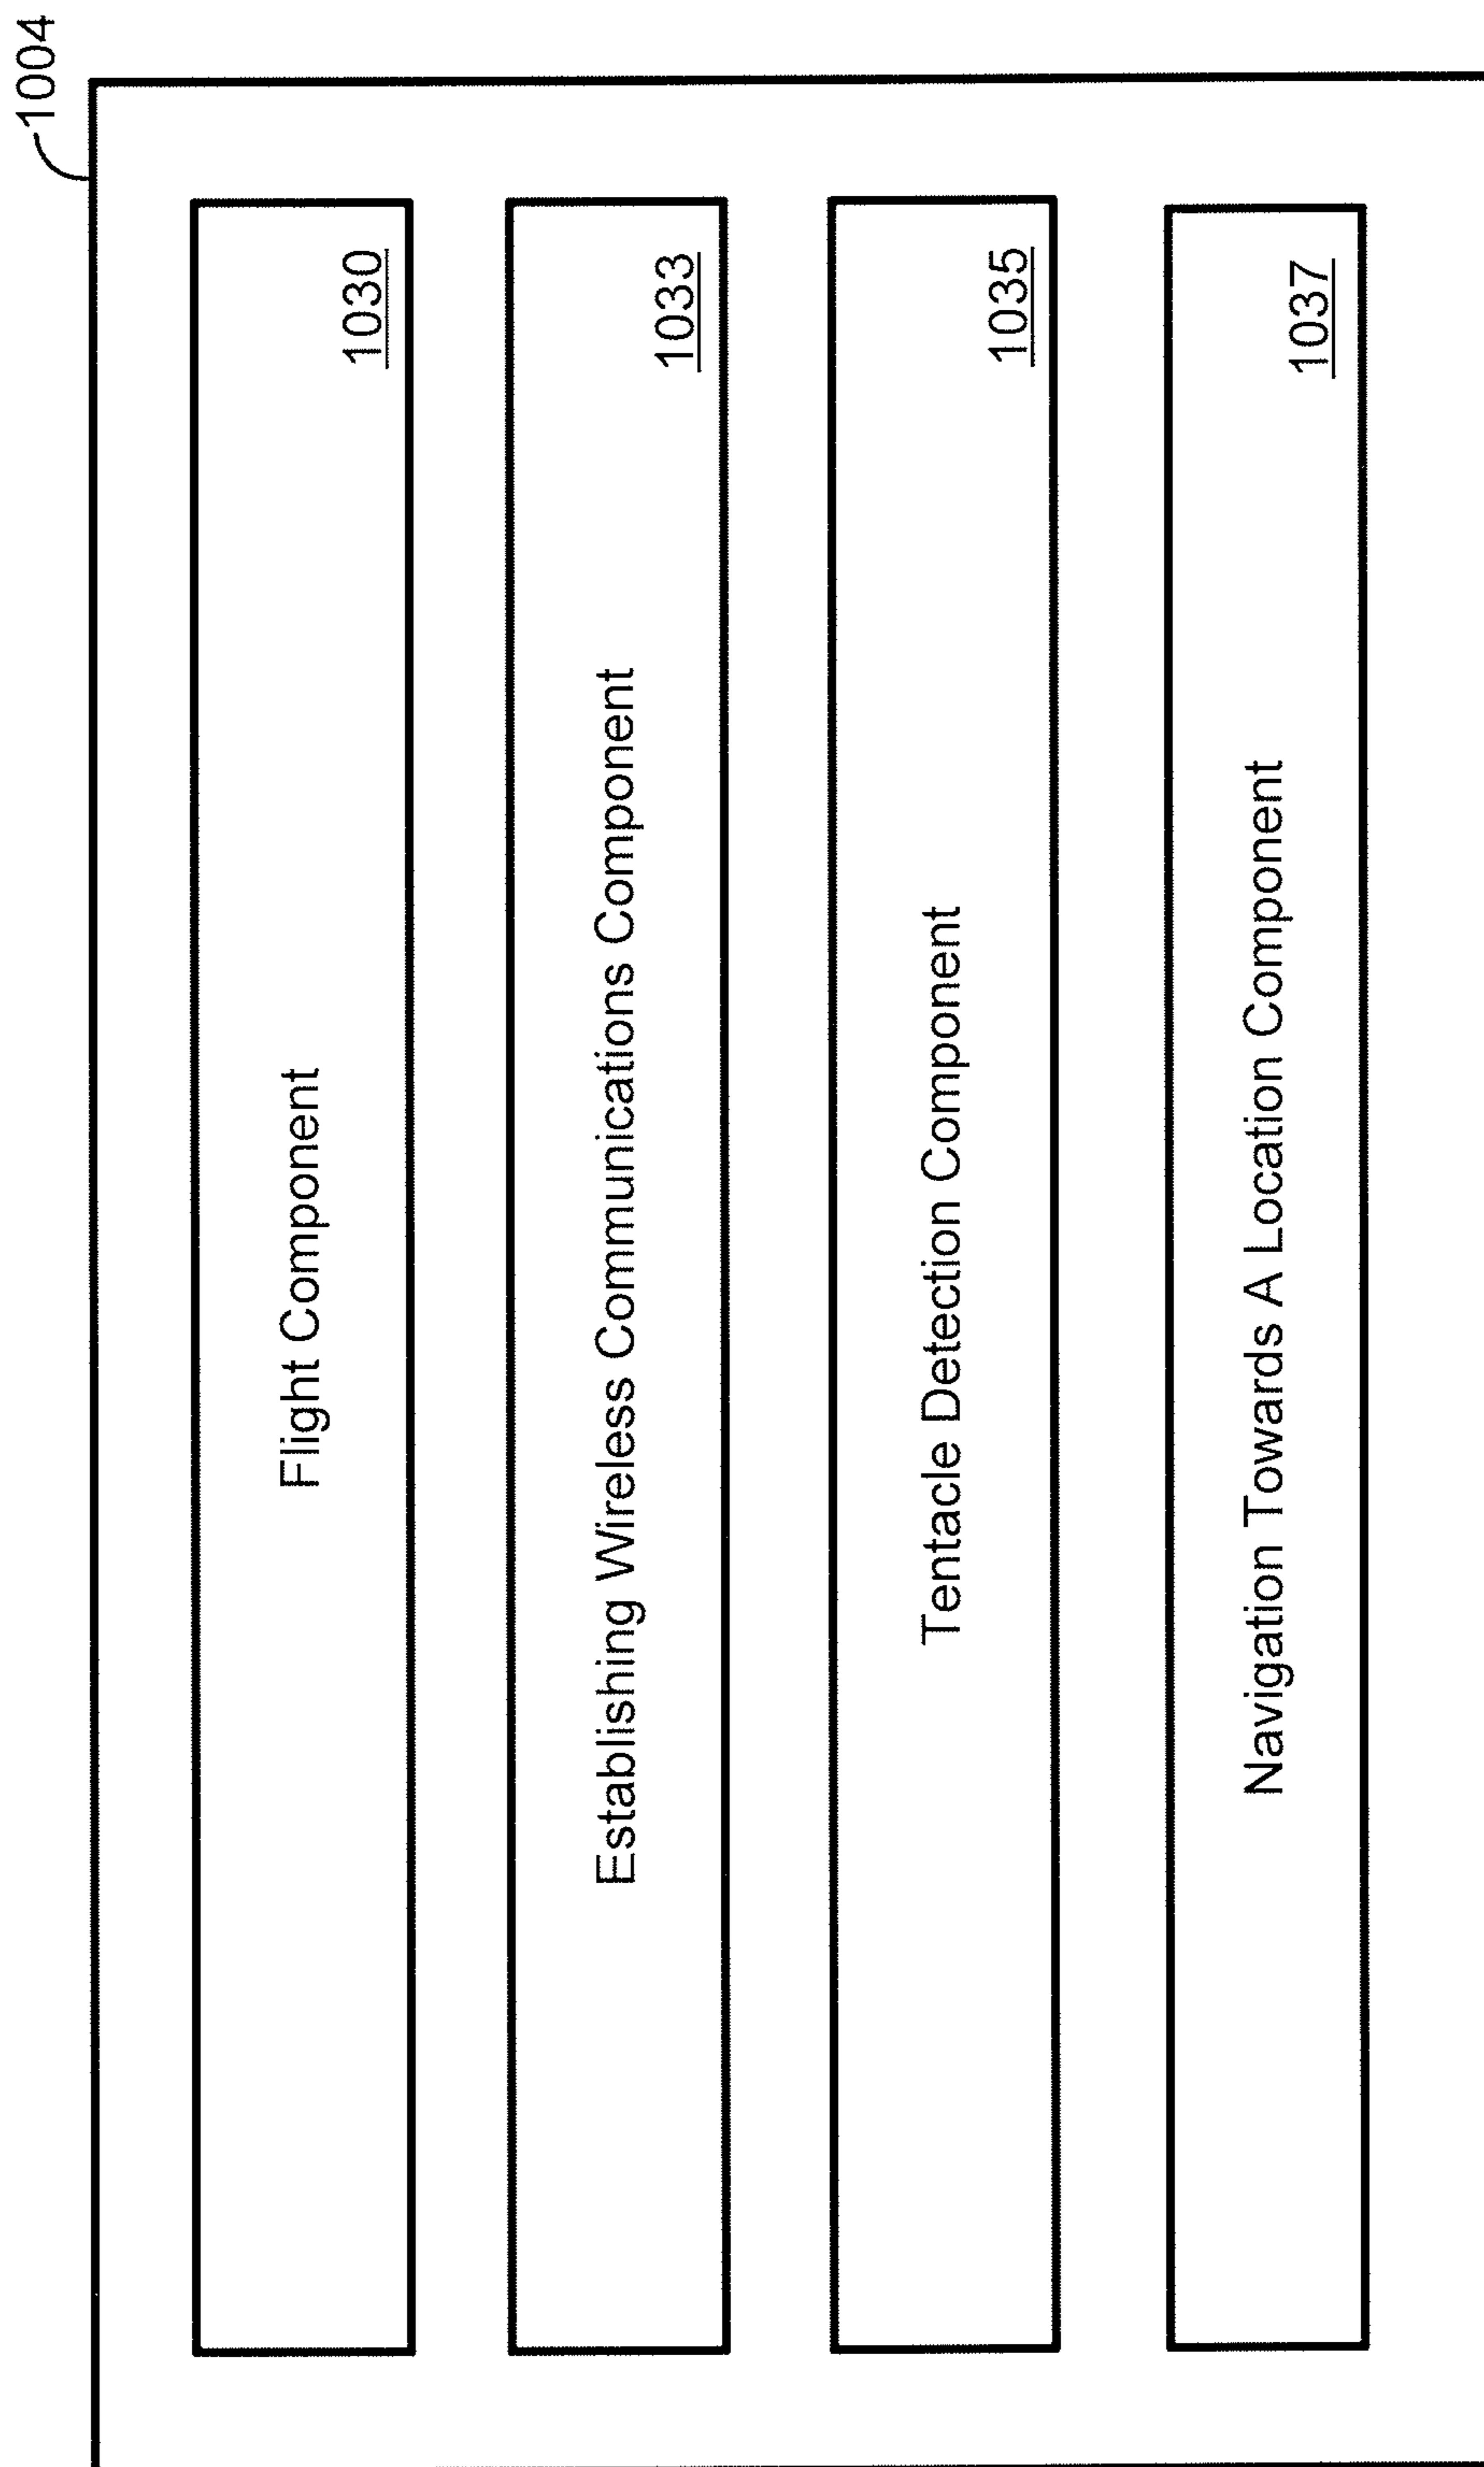 1004
Flight Component
1030
Establishing Wireless Communications Component
1033
Tentacle Detection Component
1035
Navigation Towards A Location Component
1037